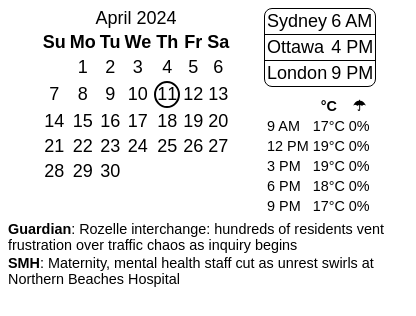 April 2024
Su Mo Tu We Th Fr Sa
1 2 3 4 5 6
7 8 9 10 11 12 13
14 15 16 17 18 19 20
21 22 23 24 25 26 27
28 29 30
Sydney 6 AM
Ottawa 4 PM
London 9 PM
°C ☂
9 AM 17°C 0%
12 PM 19°C 0%
3 PM 19°C 0%
6 PM 18°C 0%
9 PM 17°C 0%
Guardian: Rozelle interchange: hundreds of residents vent
frustration over traffic chaos as inquiry begins
SMH: Maternity, mental health staff cut as unrest swirls at
Northern Beaches Hospital